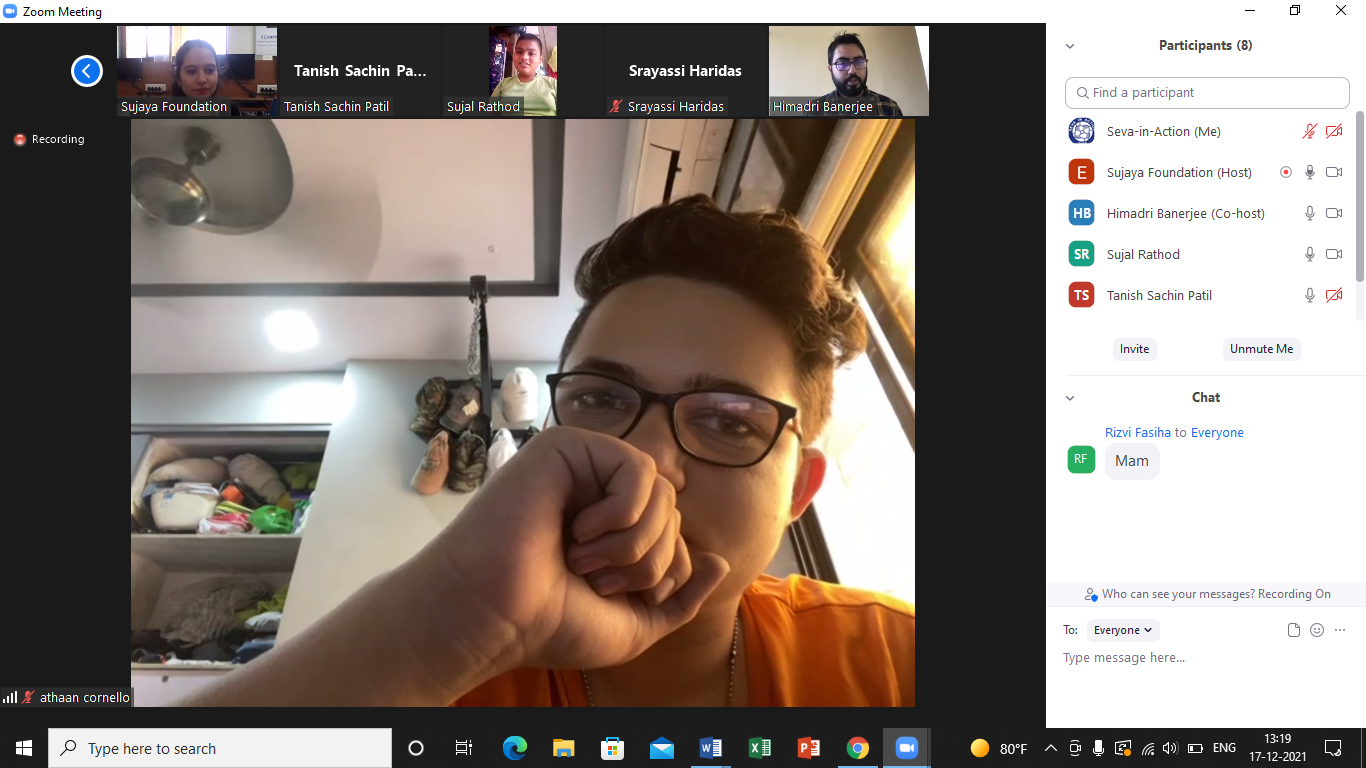 Zoom Meeting
Sujaya Foundation
Tanish Sachin Pa...
Tanish Sachin Patil
Sujal Rathod
Srayassi Haridas
Srayassi Haridas
Himadri Banerjee
Recording
athaan cornello
Participants (8)
Find a participant
Seva-in-Action (Me)
E Sujaya Foundation (Host)
HB Himadri Banerjee (Co-host)
SR Sujal Rathod
TS Tanish Sachin Patil
Invite Unmute Me
Chat
Rizvi Fasiha to Everyone
RF Mam
Who can see your messages? Recording On
To: Everyone
Type message here...
Type here to search
80°F
ENG
13:19
17-12-2021